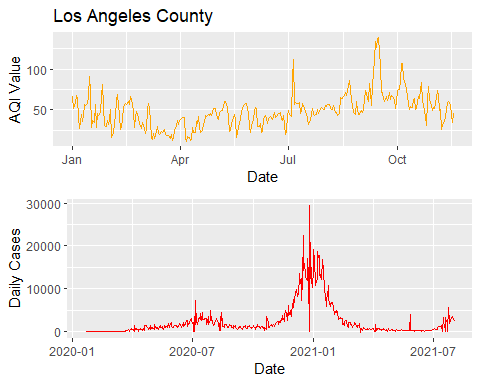 Los Angeles County
AQI Value
100
50
Jan Apr Jul Oct
Date
Daily Cases
30000
20000
10000
0
2020-01 2020-07 2021-01 2021-07
Date